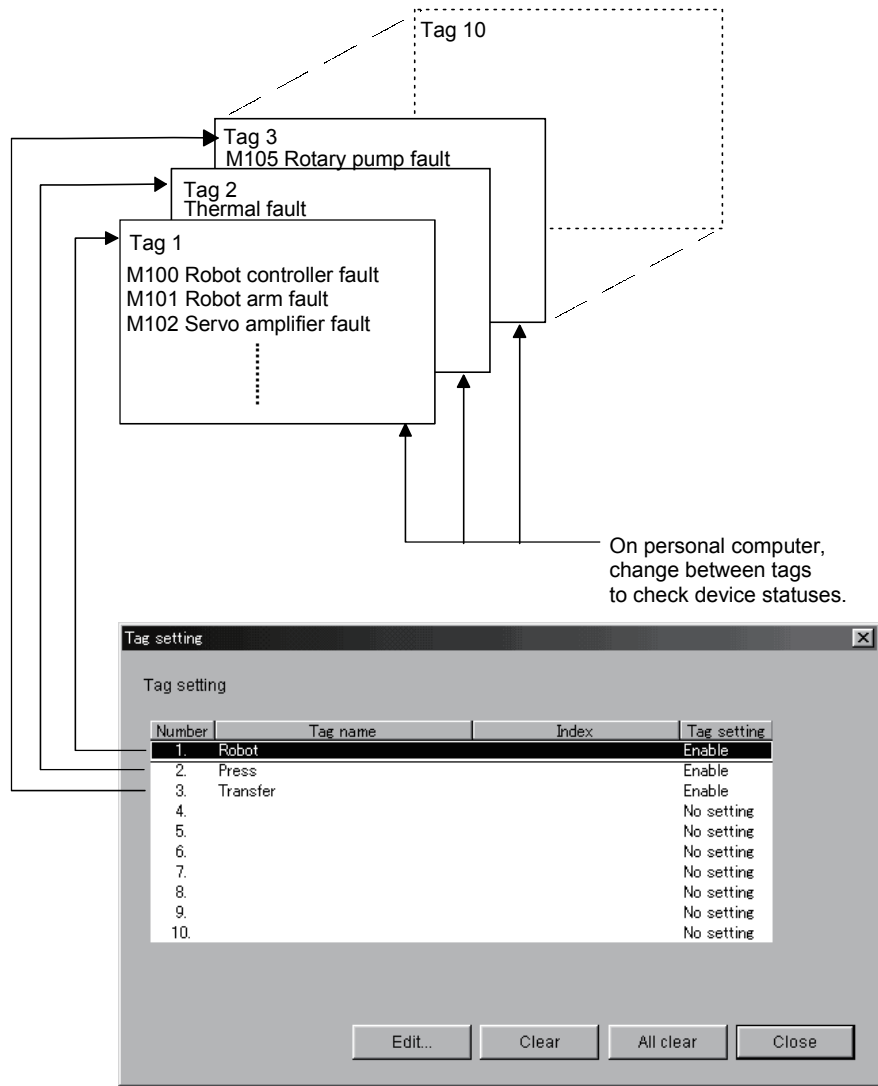 Tag 10
Tag 3
M105 Rotary pump fault
Tag 2
Thermal fault
Tag 1
M100 Robot controller fault
M101 Robot arm fault
M102 Servo amplifier fault
On personal computer,
change between tags
to check device statuses.
Tag setting
Tag setting
Number Tag name Index Tag setting
1. Robot Enable
2. Press Enable
3. Transfer Enable
4. No setting
5. No setting
6. No setting
7. No setting
8. No setting
9. No setting
10. No setting
Edit... Clear All clear Close